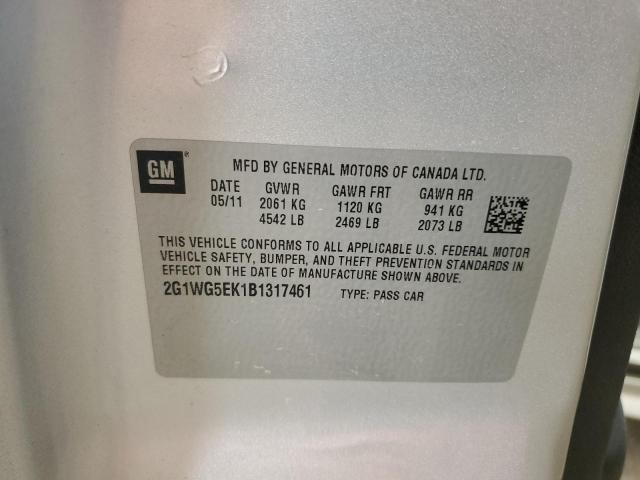 GM® MFD BY GENERAL MOTORS OF CANADA LTD.
DATE GVWR GAWR FRT GAWR RR
05/11 2061 KG 1120 KG 941 KG
4542 LB 2469 LB 2073 LB
THIS VEHICLE CONFORMS TO ALL APPLICABLE U.S. FEDERAL MOTOR
VEHICLE SAFETY, BUMPER, AND THEFT PREVENTION STANDARDS IN
EFFECT ON THE DATE OF MANUFACTURE SHOWN ABOVE.
2G1WG5EK1B1317461 TYPE: PASS CAR